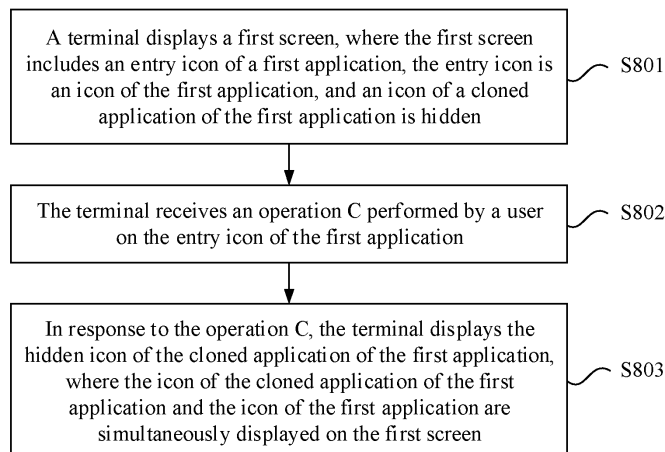 A terminal displays a first screen, where the first screen
includes an entry icon of a first application, the entry icon is
an icon of the first application, and an icon of a cloned
application of the first application is hidden
S801
The terminal receives an operation C performed by a user
on the entry icon of the first application
S802
In response to the operation C, the terminal displays the
hidden icon of the cloned application of the first application,
where the icon of the cloned application of the first
application and the icon of the first application are
simultaneously displayed on the first screen
S803